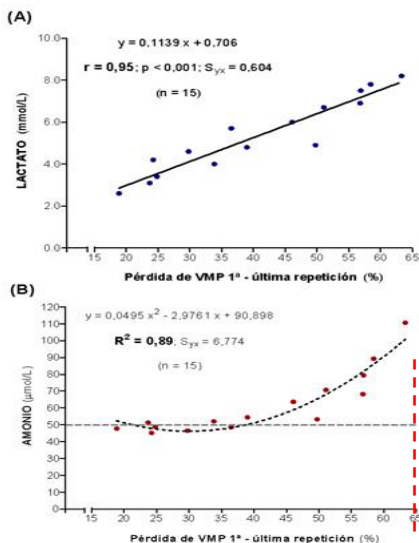 (A)
y = 0,1139 x + 0,706
r = 0,95; p < 0,001; Syx = 0,604
(n = 15)
LACTATO (mmol/L)
10.0
8.0
6.0
4.0
2.0
0.0
15 20 25 30 35 40 45 50 55 60 65
Pérdida de VMP 1ª - última repetición (%)
(B)
y = 0,0495 x² - 2,9761 x + 90,898
R² = 0,89; Syx = 6,774
(n = 15)
AMONIO (µmol/L)
120
110
100
90
80
70
60
50
40
30
20
10
0
15 20 25 30 35 40 45 50 55 60 65
Pérdida de VMP 1ª - última repetición (%)